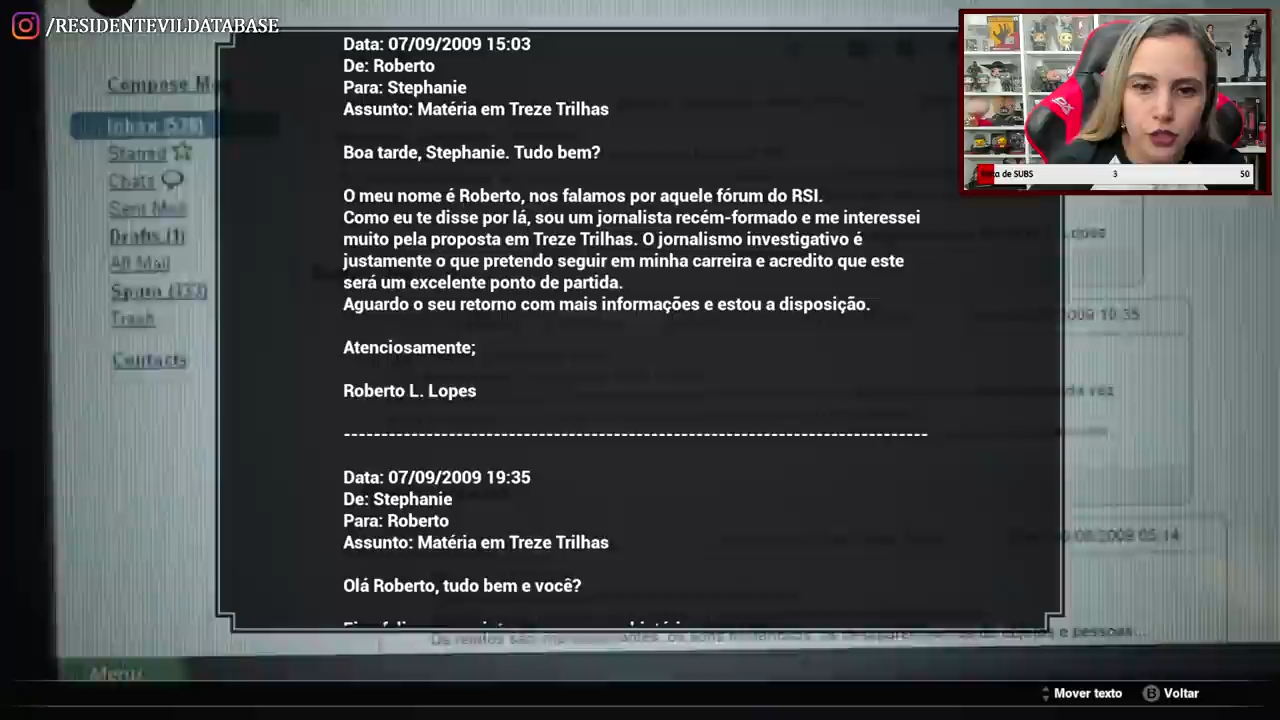 /RESIDENTEVILDATABASE
Data: 07/09/2009 15:03
De: Roberto
Para: Stephanie
Assunto: Matéria em Treze Trilhas
Boa tarde, Stephanie. Tudo bem?
O meu nome é Roberto, nos falamos por aquele fórum do RSI.
Como eu te disse por lá, sou um jornalista recém-formado e me interessei
muito pela proposta em Treze Trilhas. O jornalismo investigativo é
justamente o que pretendo seguir em minha carreira e acredito que este
será um excelente ponto de partida.
Aguardo o seu retorno com mais informações e estou a disposição.
Atenciosamente;
Roberto L. Lopes
--------------------------------------------------------------------------------
Data: 07/09/2009 19:35
De: Stephanie
Para: Roberto
Assunto: Matéria em Treze Trilhas
Olá Roberto, tudo bem e você?
Compose
Inbox
Starred
Chats
Sent Mail
Drafts (1)
All Mail
Spam
Trash
Contacts
Menu
de SUBS 3 50
e pessoas...
Mover texto
B Voltar